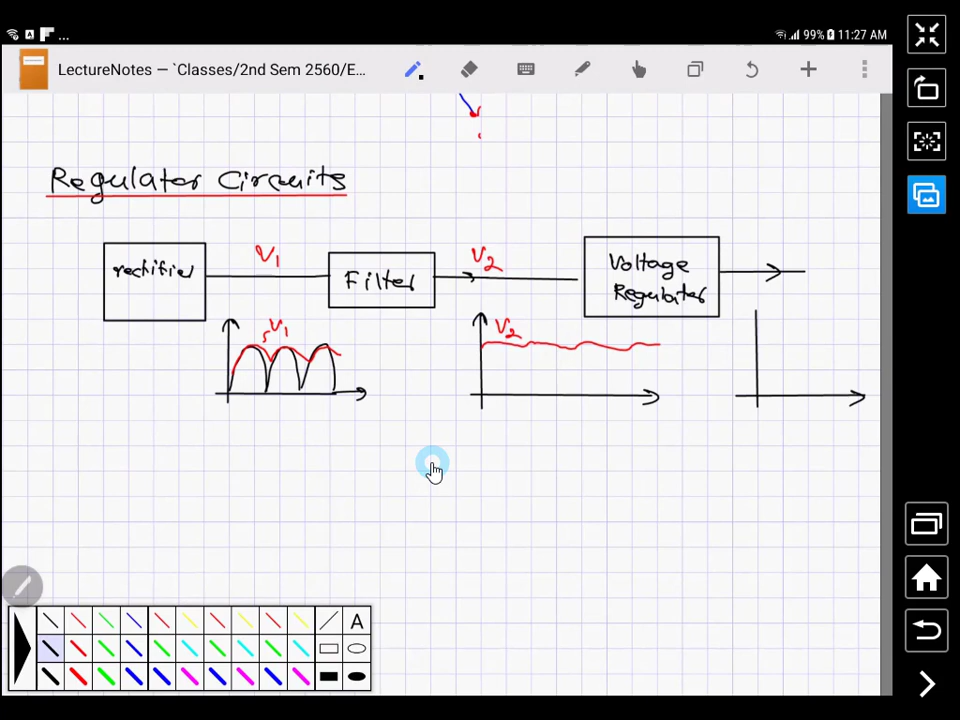 ... 99% 11:27 AM
LectureNotes — `Classes/2nd Sem 2560/E...
Regulator Circuits
rectifier
V1
Filter
V2
Voltage
Regulator
V1
V2
A